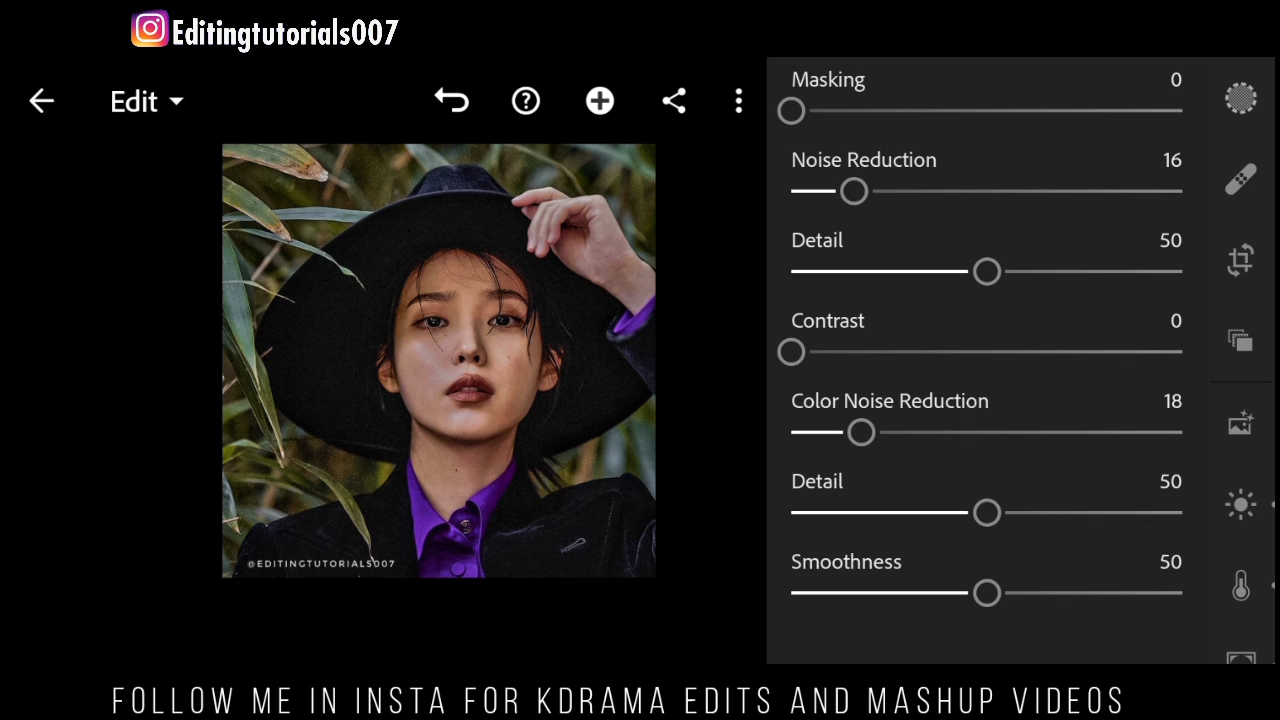 Editingtutorials007
Edit
Masking 0
Noise Reduction 16
Detail 50
Contrast 0
Color Noise Reduction 18
Detail 50
Smoothness 50
@EDITINGTUTORIALS007
FOLLOW ME IN INSTA FOR KDRAMA EDITS AND MASHUP VIDEOS